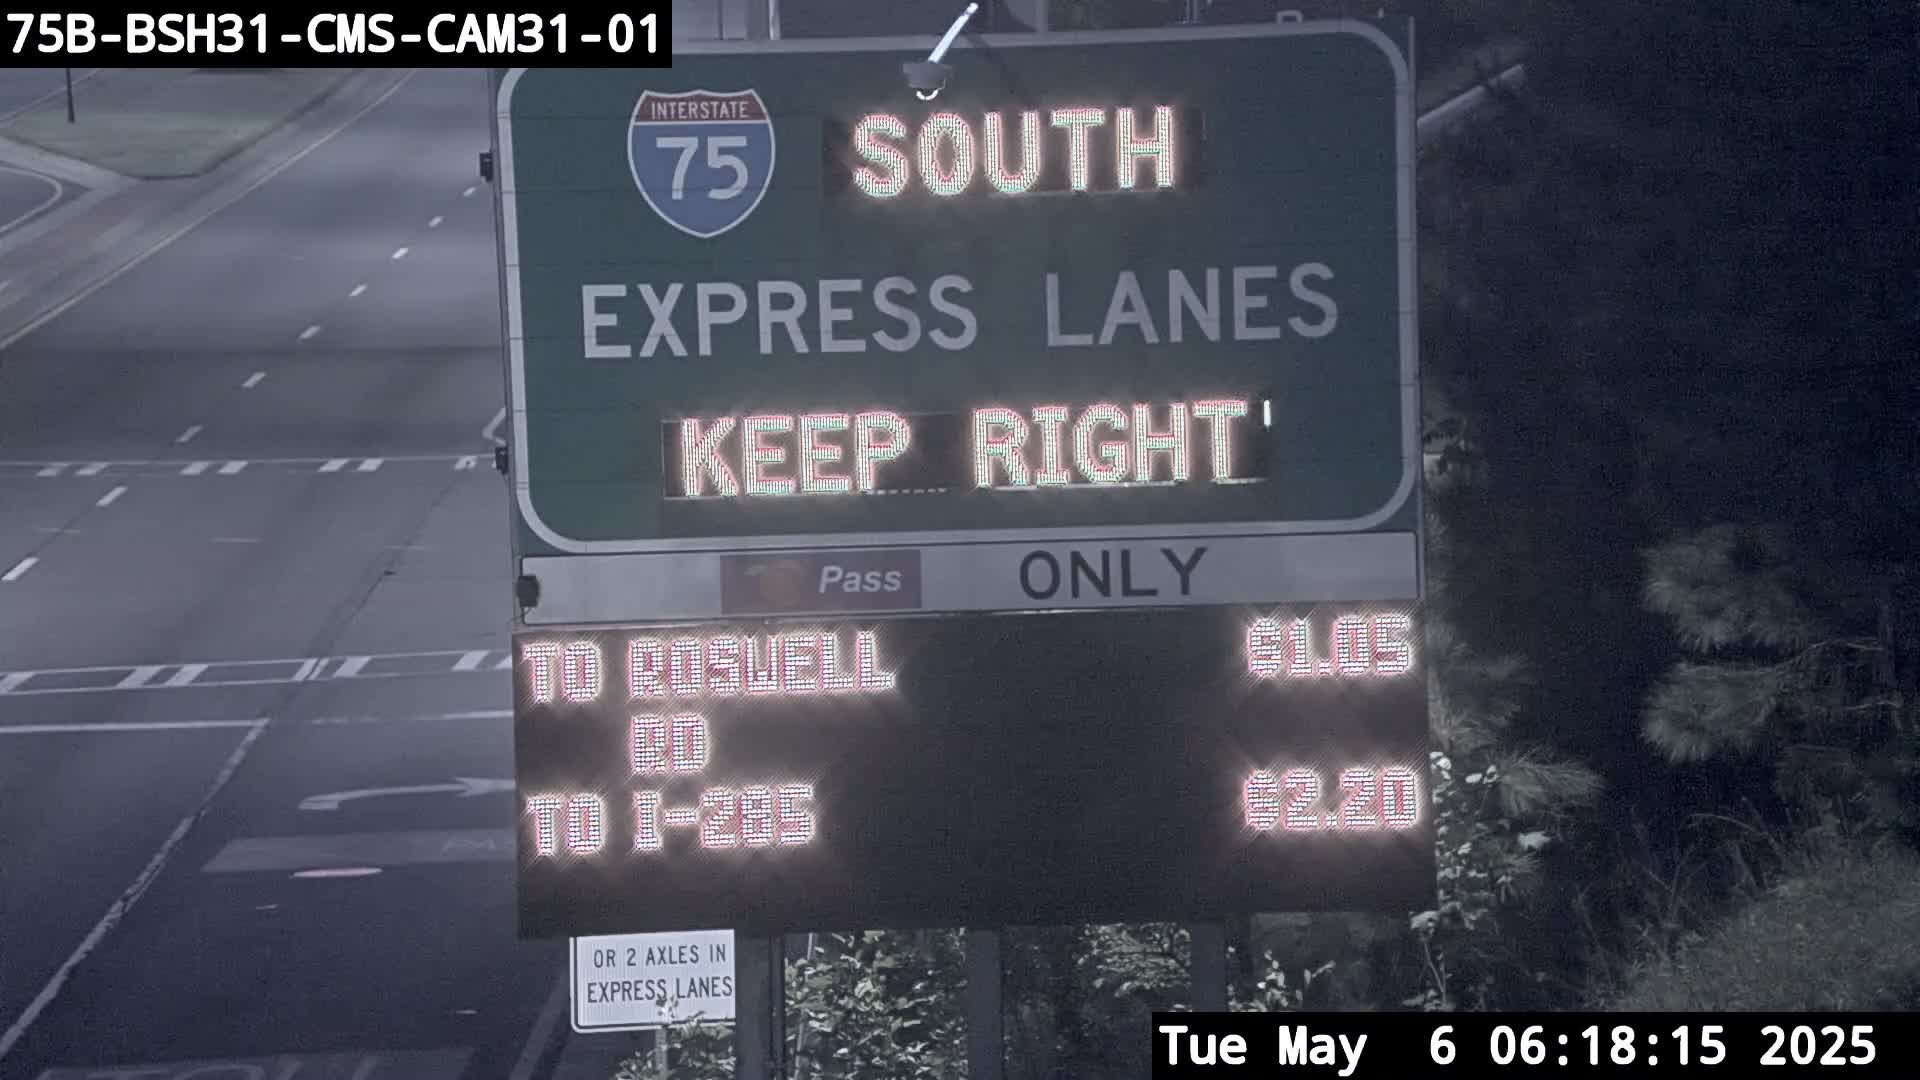 75B-BSH31-CMS-CAM31-01
INTERSTATE
75
SOUTH
EXPRESS LANES
KEEP RIGHT
Pass ONLY
TO ROSWELL $1.05
RD
TO I-285 $2.20
OR 2 AXLES IN
EXPRESS LANES
Tue May 6 06:18:15 2025